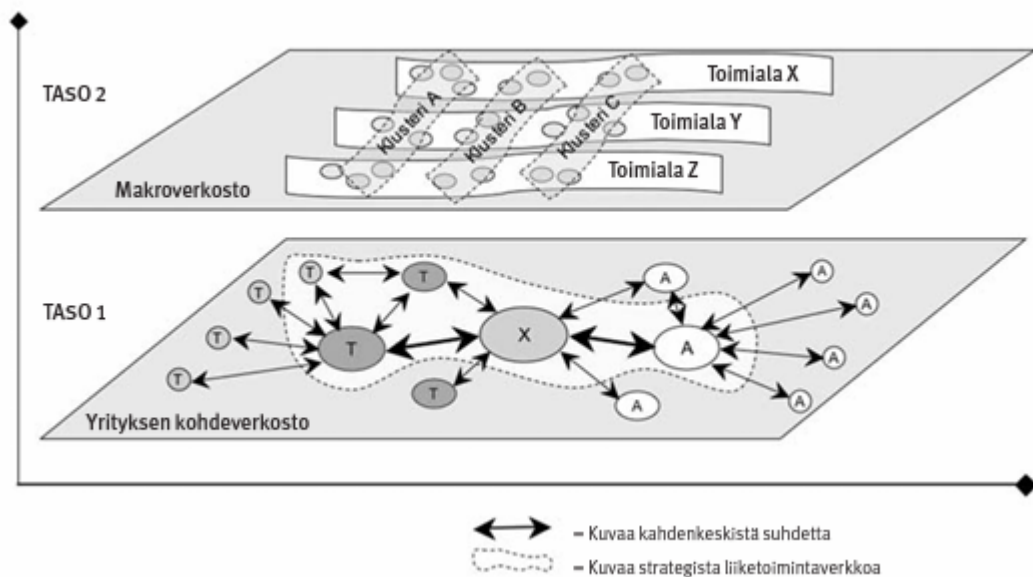 TASO 2
Toimiala X
Toimiala Y
Toimiala Z
Klusteri A
Klusteri B
Klusteri C
Makroverkosto
TASO 1
T
T
T
T
T
T
T
X
A
A
A
A
A
A
A
A
Yrityksen kohdeverkosto
= Kuvaa kahdenkeskistä suhdetta
= Kuvaa strategista liiketoimintaverkkoa